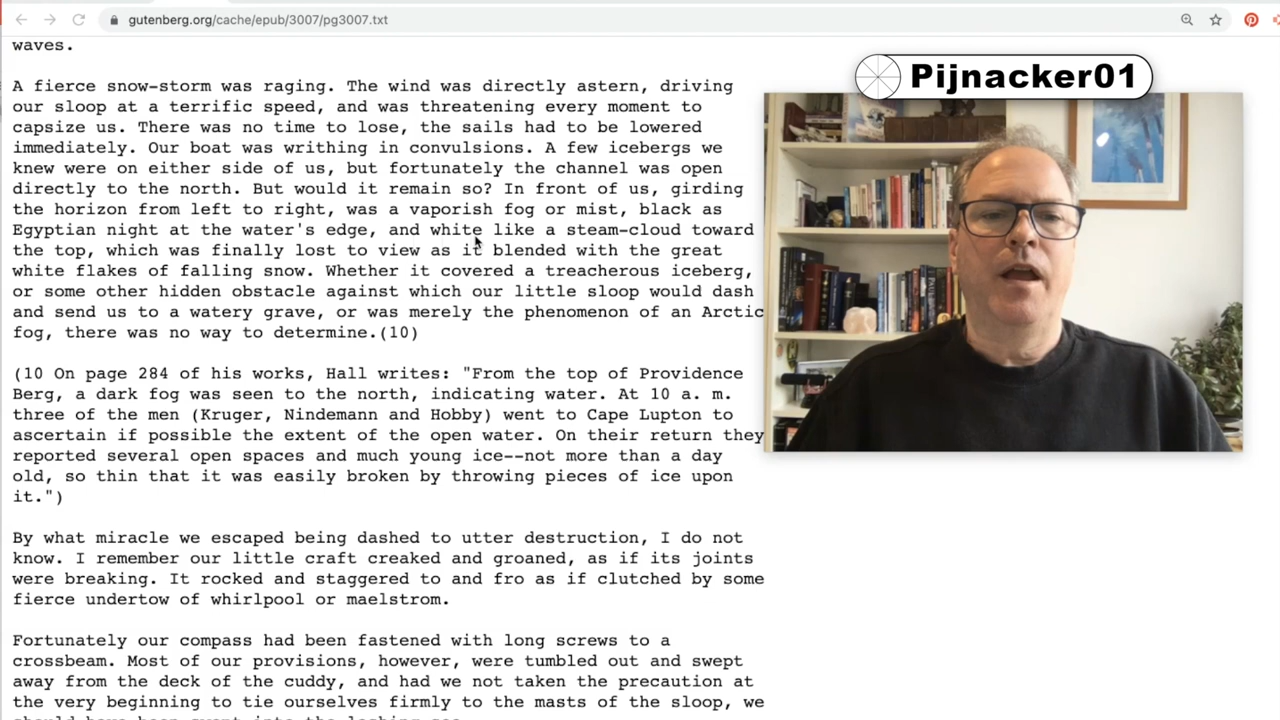 gutenberg.org/cache/epub/3007/pg3007.txt
waves.
A fierce snow-storm was raging. The wind was directly astern, driving
our sloop at a terrific speed, and was threatening every moment to
capsize us. There was no time to lose, the sails had to be lowered
immediately. Our boat was writhing in convulsions. A few icebergs we
knew were on either side of us, but fortunately the channel was open
directly to the north. But would it remain so? In front of us, girding
the horizon from left to right, was a vaporish fog or mist, black as
Egyptian night at the water's edge, and white like a steam-cloud toward
the top, which was finally lost to view as it blended with the great
white flakes of falling snow. Whether it covered a treacherous iceberg,
or some other hidden obstacle against which our little sloop would dash
and send us to a watery grave, or was merely the phenomenon of an Arctic
fog, there was no way to determine.(10)
(10 On page 284 of his works, Hall writes: "From the top of Providence
Berg, a dark fog was seen to the north, indicating water. At 10 a. m.
three of the men (Kruger, Nindemann and Hobby) went to Cape Lupton to
ascertain if possible the extent of the open water. On their return they
reported several open spaces and much young ice--not more than a day
old, so thin that it was easily broken by throwing pieces of ice upon
it.")
By what miracle we escaped being dashed to utter destruction, I do not
know. I remember our little craft creaked and groaned, as if its joints
were breaking. It rocked and staggered to and fro as if clutched by some
fierce undertow of whirlpool or maelstrom.
Fortunately our compass had been fastened with long screws to a
crossbeam. Most of our provisions, however, were tumbled out and swept
away from the deck of the cuddy, and had we not taken the precaution at
the very beginning to tie ourselves firmly to the masts of the sloop, we
Pijnacker01